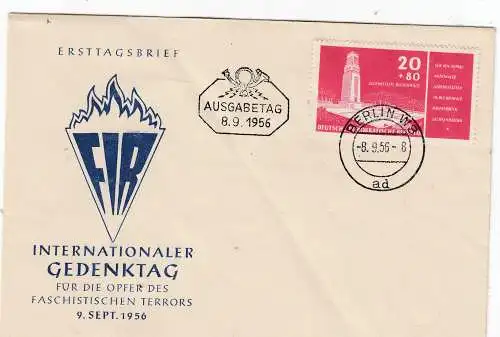 ERSTTAGSBRIEF
FIR
INTERNATIONALER
GEDENKTAG
FÜR DIE OPFER DES
FASCHISTISCHEN TERRORS
9. SEPT. 1956
AUSGABETAG
8.9.1956
20
+80
DEUTSCHE DEMOKRATISCHE
BERLIN W
-8.9.56-8
ad